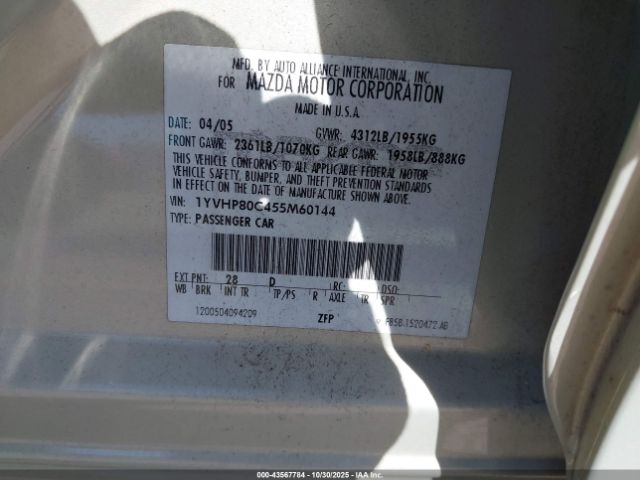 MFD. BY AUTO ALLIANCE INTERNATIONAL, INC.
FOR MAZDA MOTOR CORPORATION
MADE IN U.S.A.
DATE: 04/05 GVWR: 4312LB/1955KG
FRONT GAWR: 2361LB/1070KG REAR GAWR: 1958LB/888KG
THIS VEHICLE CONFORMS TO ALL APPLICABLE FEDERAL MOTOR
VEHICLE SAFETY, BUMPER, AND THEFT PREVENTION STANDARDS
IN EFFECT ON THE DATE OF MANUFACTURE SHOWN ABOVE.
VIN: 1YVHP80C455M60144
TYPE: PASSENGER CAR
EXT PNT: 28 D RC: DSO:
WB BRK INT TR TP/PS R AXLE TR SPR
1200504094209 ZFP
100-43567784 | 10/30/2025 | IAA Inc.